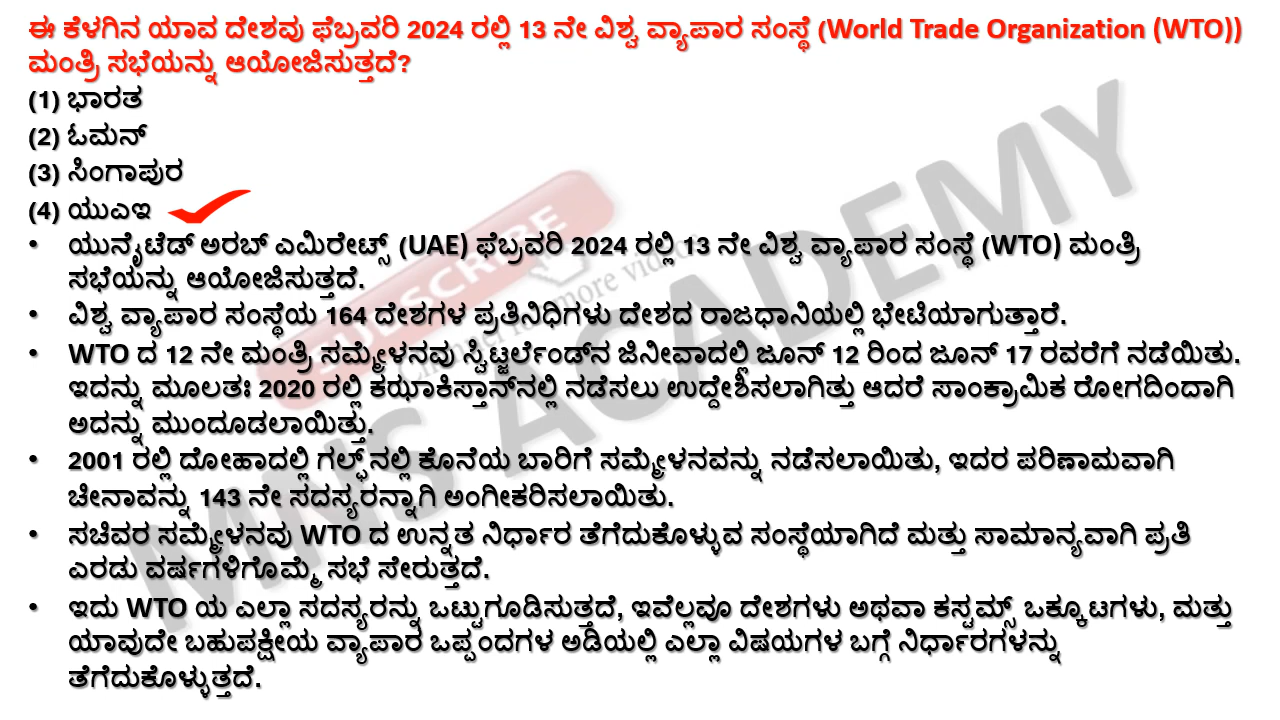 ಈ ಕೆಳಗಿನ ಯಾವ ದೇಶವು ಫೆಬ್ರವರಿ 2024 ರಲ್ಲಿ 13 ನೇ ವಿಶ್ವ ವ್ಯಾಪಾರ ಸಂಸ್ಥೆ (World Trade Organization (WTO))
ಮಂತ್ರಿ ಸಭೆಯನ್ನು ಆಯೋಜಿಸುತ್ತದೆ?
(1) ಭಾರತ
(2) ಓಮನ್
(3) ಸಿಂಗಾಪುರ
(4) ಯುಎಇ
• ಯುನೈಟೆಡ್ ಅರಬ್ ಎಮಿರೇಟ್ಸ್ (UAE) ಫೆಬ್ರವರಿ 2024 ರಲ್ಲಿ 13 ನೇ ವಿಶ್ವ ವ್ಯಾಪಾರ ಸಂಸ್ಥೆ (WTO) ಮಂತ್ರಿ
ಸಭೆಯನ್ನು ಆಯೋಜಿಸುತ್ತದೆ.
• ವಿಶ್ವ ವ್ಯಾಪಾರ ಸಂಸ್ಥೆಯ 164 ದೇಶಗಳ ಪ್ರತಿನಿಧಿಗಳು ದೇಶದ ರಾಜಧಾನಿಯಲ್ಲಿ ಭೇಟಿಯಾಗುತ್ತಾರೆ.
• WTO ದ 12 ನೇ ಮಂತ್ರಿ ಸಮ್ಮೇಳನವು ಸ್ವಿಟ್ಜರ್ಲೆಂಡ್‌ನ ಜಿನೀವಾದಲ್ಲಿ ಜೂನ್ 12 ರಿಂದ ಜೂನ್ 17 ರವರೆಗೆ ನಡೆಯಿತು.
ಇದನ್ನು ಮೂಲತಃ 2020 ರಲ್ಲಿ ಕಝಾಕಿಸ್ತಾನ್‌ನಲ್ಲಿ ನಡೆಸಲು ಉದ್ದೇಶಿಸಲಾಗಿತ್ತು ಆದರೆ ಸಾಂಕ್ರಾಮಿಕ ರೋಗದಿಂದಾಗಿ
ಅದನ್ನು ಮುಂದೂಡಲಾಯಿತ್ತು.
• 2001 ರಲ್ಲಿ ದೋಹಾದಲ್ಲಿ ಗಲ್ಫ್‌ನಲ್ಲಿ ಕೊನೆಯ ಬಾರಿಗೆ ಸಮ್ಮೇಳನವನ್ನು ನಡೆಸಲಾಯಿತು, ಇದರ ಪರಿಣಾಮವಾಗಿ
ಚೀನಾವನ್ನು 143 ನೇ ಸದಸ್ಯರನ್ನಾಗಿ ಅಂಗೀಕರಿಸಲಾಯಿತು.
• ಸಚಿವರ ಸಮ್ಮೇಳನವು WTO ದ ಉನ್ನತ ನಿರ್ಧಾರ ತೆಗೆದುಕೊಳ್ಳುವ ಸಂಸ್ಥೆಯಾಗಿದೆ ಮತ್ತು ಸಾಮಾನ್ಯವಾಗಿ ಪ್ರತಿ
ಎರಡು ವರ್ಷಗಳಿಗೊಮ್ಮೆ ಸಭೆ ಸೇರುತ್ತದೆ.
• ಇದು WTO ಯ ಎಲ್ಲಾ ಸದಸ್ಯರನ್ನು ಒಟ್ಟುಗೂಡಿಸುತ್ತದೆ, ಇವೆಲ್ಲವೂ ದೇಶಗಳು ಅಥವಾ ಕಸ್ಟಮ್ಸ್ ಒಕ್ಕೂಟಗಳು, ಮತ್ತು
ಯಾವುದೇ ಬಹುಪಕ್ಷೀಯ ವ್ಯಾಪಾರ ಒಪ್ಪಂದಗಳ ಅಡಿಯಲ್ಲಿ ಎಲ್ಲಾ ವಿಷಯಗಳ ಬಗ್ಗೆ ನಿರ್ಧಾರಗಳನ್ನು
ತೆಗೆದುಕೊಳ್ಳುತ್ತದೆ.
MNS ACADEMY
SUBSCRIBE
more videos